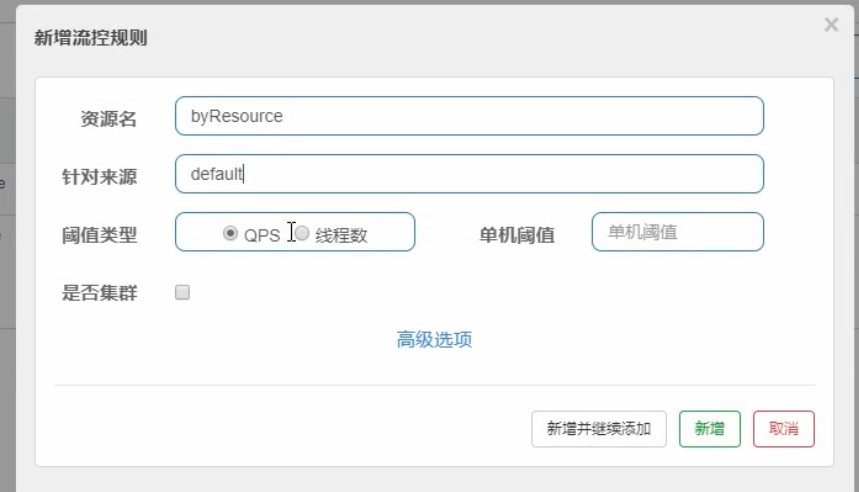 新增流控规则
×
资源名 byResource
针对来源 default
阈值类型 QPS 线程数 单机阈值 单机阈值
是否集群
高级选项
新增并继续添加 新增 取消